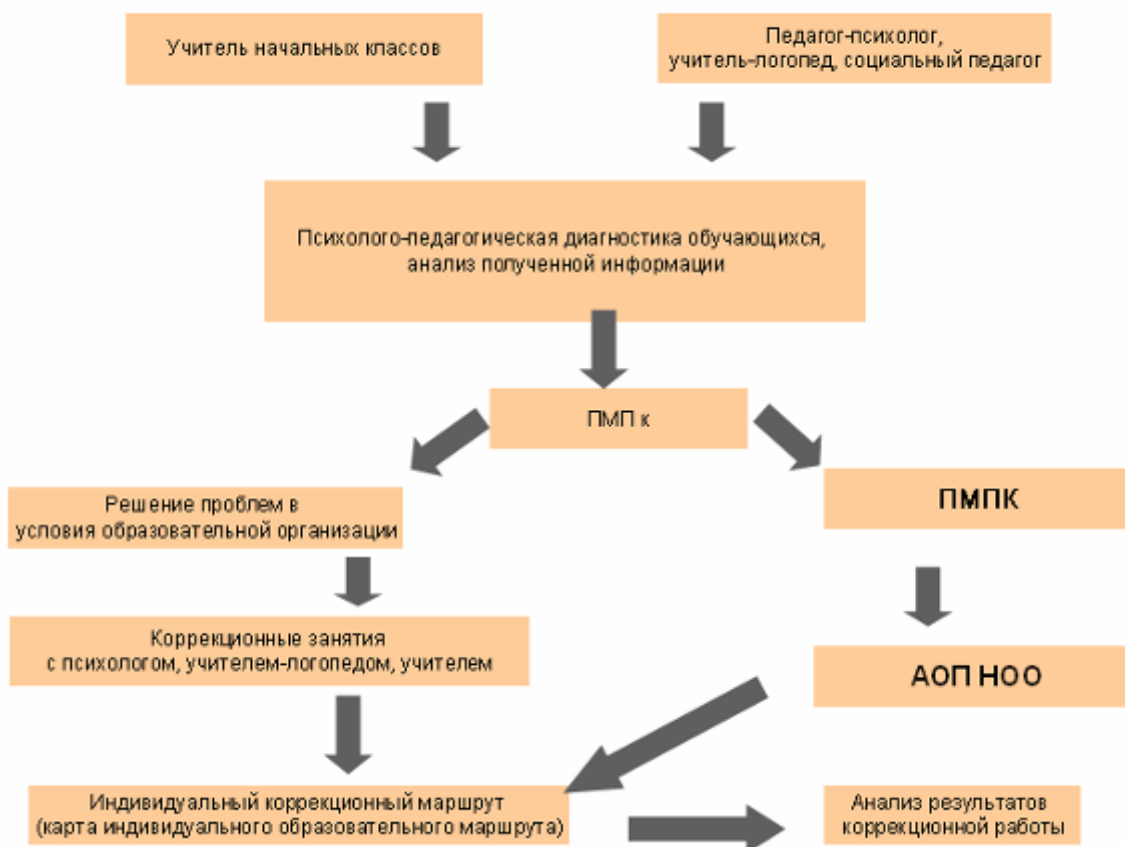 Учитель начальных классов
Педагог-психолог,
учитель-логопед, социальный педагог
Психолого-педагогическая диагностика обучающихся,
анализ полученной информации
ПМП к
Решение проблем в
условия образовательной организации
ПМПК
Коррекционные занятия
с психологом, учителем-логопедом, учителем
АОП НОО
Индивидуальный коррекционный маршрут
(карта индивидуального образовательного маршрута)
Анализ результатов
коррекционной работы